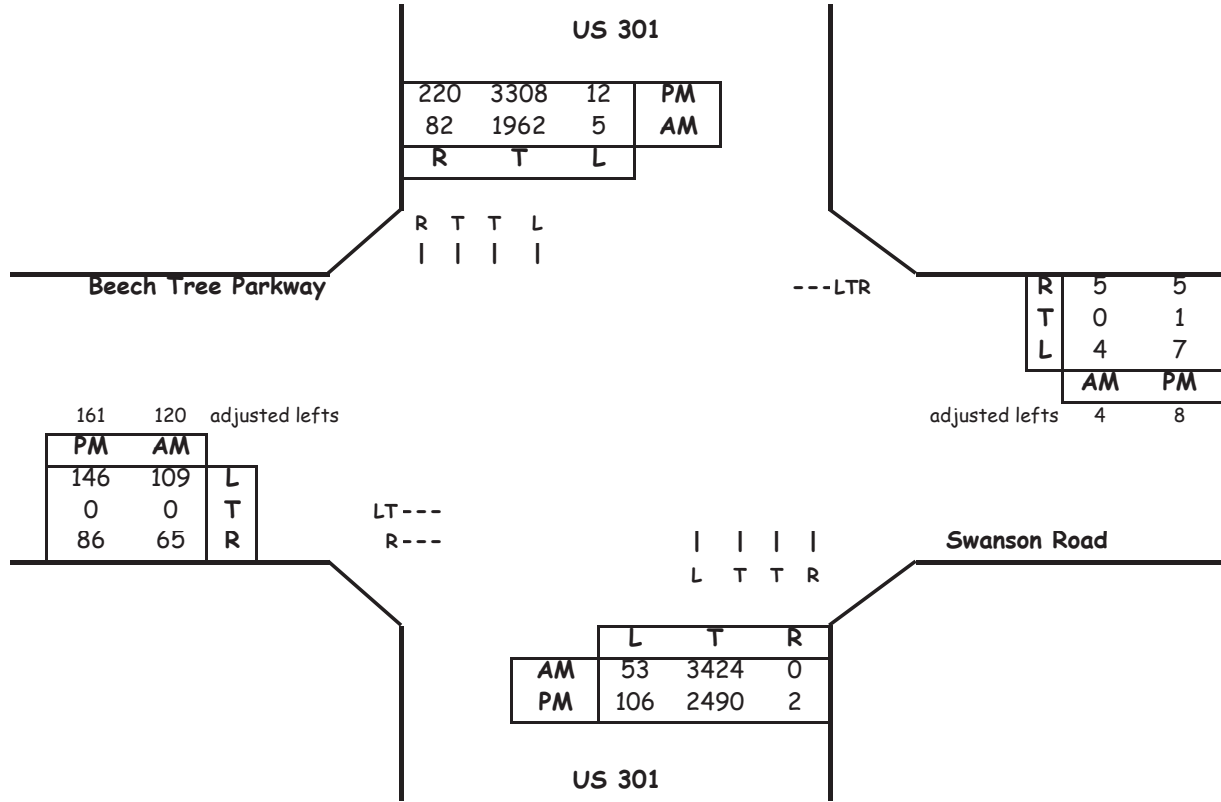 US 301
220 3308 12 PM
82 1962 5 AM
R T L
R T T L
Beech Tree Parkway
---LTR
R 5 5
T 0 1
L 4 7
AM PM
adjusted lefts 4 8
161 120 adjusted lefts
PM AM
146 109 L
0 0 T
86 65 R
LT---
R---
Swanson Road
L T T R
L T R
AM 53 3424 0
PM 106 2490 2
US 301